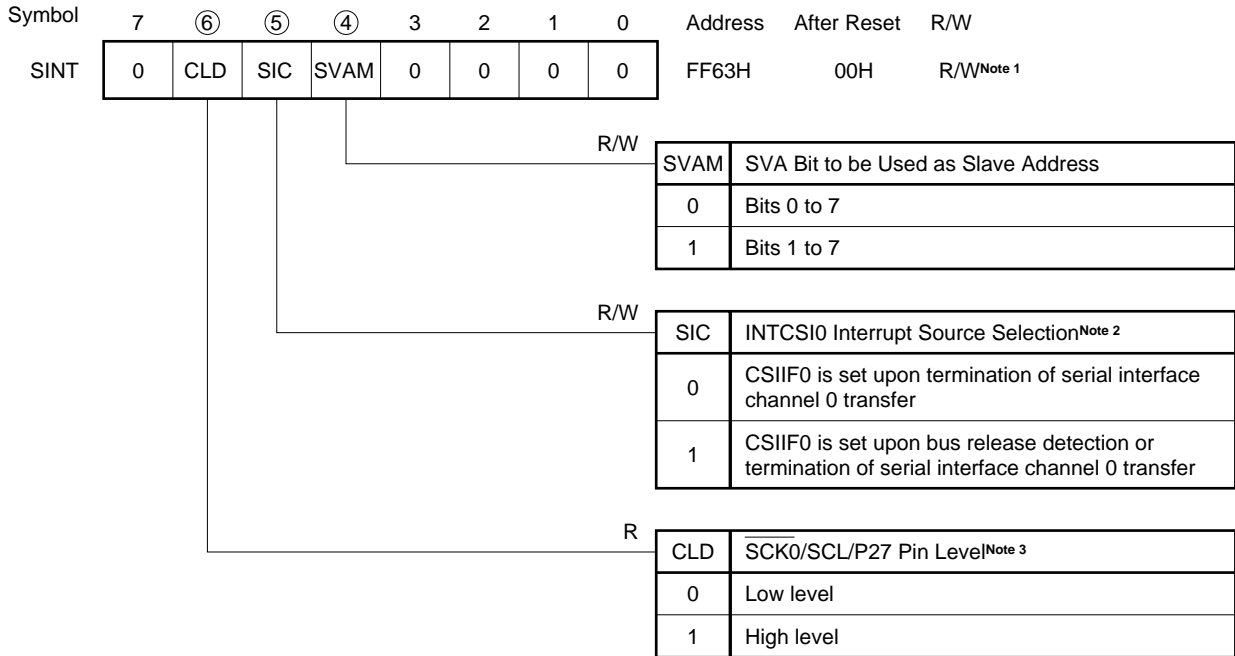 Symbol 7 ⑥ ⑤ ④ 3 2 1 0 Address After Reset R/W
SINT 0 CLD SIC SVAM 0 0 0 0 FF63H 00H R/WNote 1
R/W
SVAM SVA Bit to be Used as Slave Address
0 Bits 0 to 7
1 Bits 1 to 7
R/W
SIC INTCSI0 Interrupt Source SelectionNote 2
0 CSIIF0 is set upon termination of serial interface
channel 0 transfer
1 CSIIF0 is set upon bus release detection or
termination of serial interface channel 0 transfer
R
CLD S̅C̅K̅0̅/SCL/P27 Pin LevelNote 3
0 Low level
1 High level